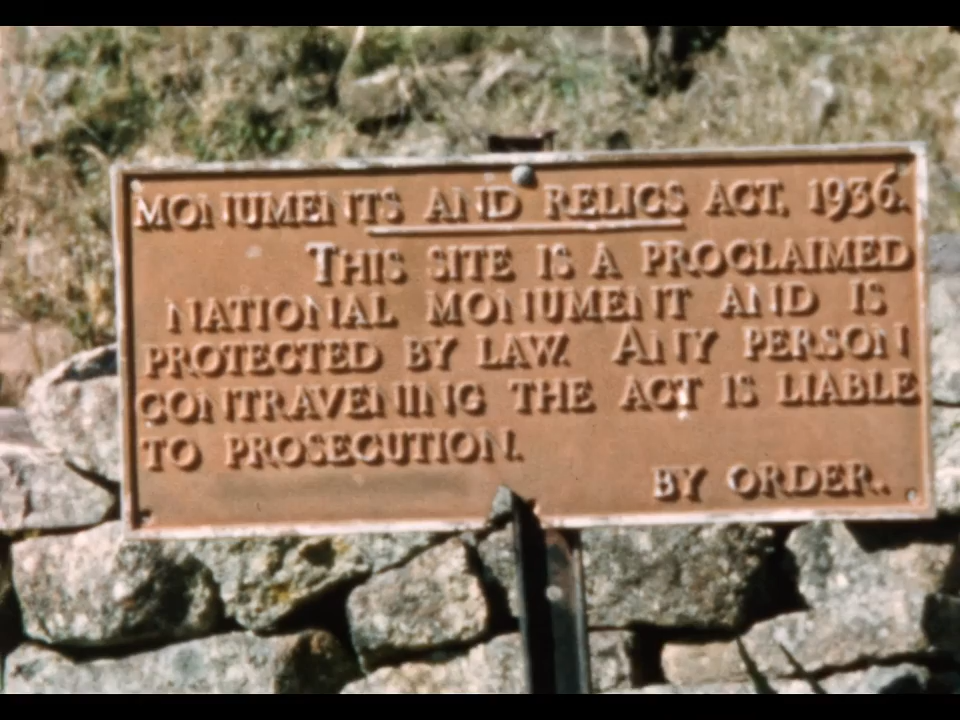 MONUMENTS AND RELICS ACT, 1936.
THIS SITE IS A PROCLAIMED
NATIONAL MONUMENT AND IS
PROTECTED BY LAW. ANY PERSON
CONTRAVENING THE ACT IS LIABLE
TO PROSECUTION.
BY ORDER.